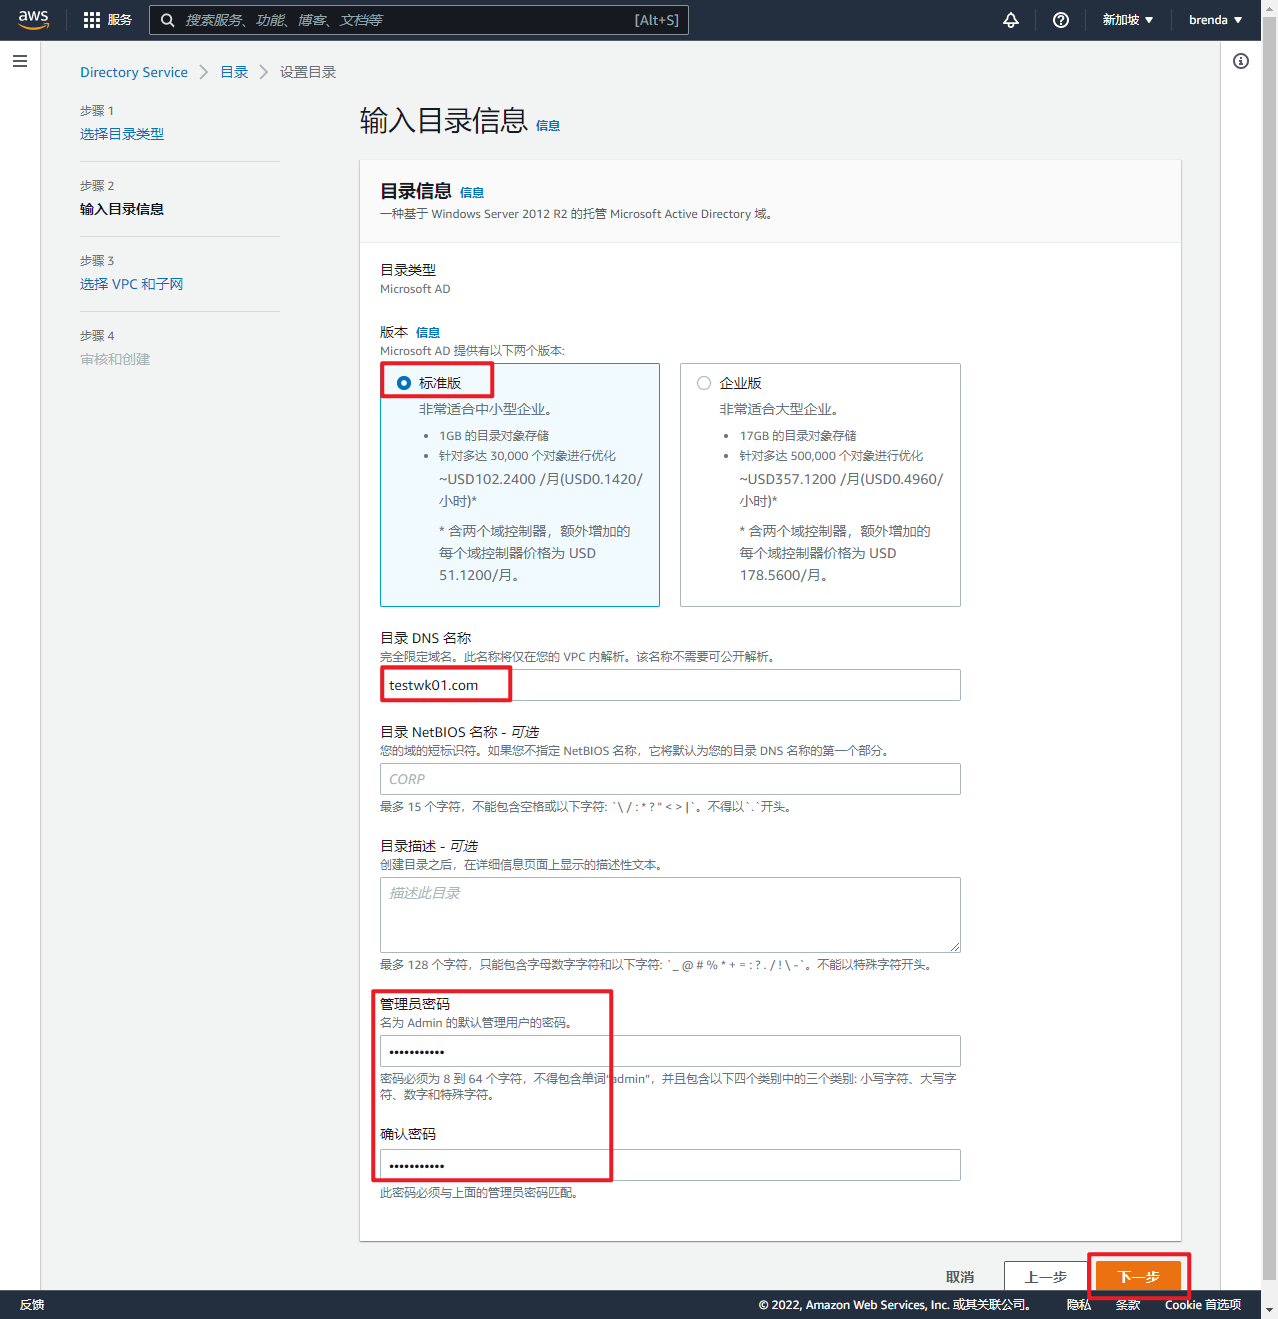 aws
服务
搜索服务、功能、博客、文档等
[Alt+S]
新加坡
brenda
Directory Service
目录
设置目录
步骤 1
选择目录类型
步骤 2
输入目录信息
步骤 3
选择 VPC 和子网
步骤 4
审核和创建
输入目录信息 信息
目录信息 信息
一种基于 Windows Server 2012 R2 的托管 Microsoft Active Directory 域。
目录类型
Microsoft AD
版本 信息
Microsoft AD 提供有以下两个版本:
标准版
非常适合中小型企业。
• 1GB 的目录对象存储
• 针对多达 30,000 个对象进行优化
~USD102.2400 /月(USD0.1420/
小时)*
* 含两个域控制器，额外增加的
每个域控制器价格为 USD
51.1200/月。
企业版
非常适合大型企业。
• 17GB 的目录对象存储
• 针对多达 500,000 个对象进行优化
~USD357.1200 /月(USD0.4960/
小时)*
* 含两个域控制器，额外增加的
每个域控制器价格为 USD
178.5600/月。
目录 DNS 名称
完全限定域名。此名称将仅在您的 VPC 内解析。该名称不需要可公开解析。
testwk01.com
目录 NetBIOS 名称 - 可选
您的域的短标识符。如果您不指定 NetBIOS 名称，它将默认为您的目录 DNS 名称的第一个部分。
CORP
最多 15 个字符，不能包含空格或以下字符: `\ / : * ? " < > |`。不得以`.`开头。
目录描述 - 可选
创建目录之后，在详细信息页面上显示的描述性文本。
描述此目录
最多 128 个字符，只能包含字母数字字符和以下字符: `_ @ # % * + = : ? . / ! \ -`。不能以特殊字符开头。
管理员密码
名为 Admin 的默认管理用户的密码。
•••••••••••
密码必须为 8 到 64 个字符，不得包含单词"admin"，并且包含以下四个类别中的三个类别: 小写字符、大写字
符、数字和特殊字符。
确认密码
•••••••••••
此密码必须与上面的管理员密码匹配。
取消
上一步
下一步
反馈
© 2022, Amazon Web Services, Inc. 或其关联公司。
隐私
条款
Cookie 首选项